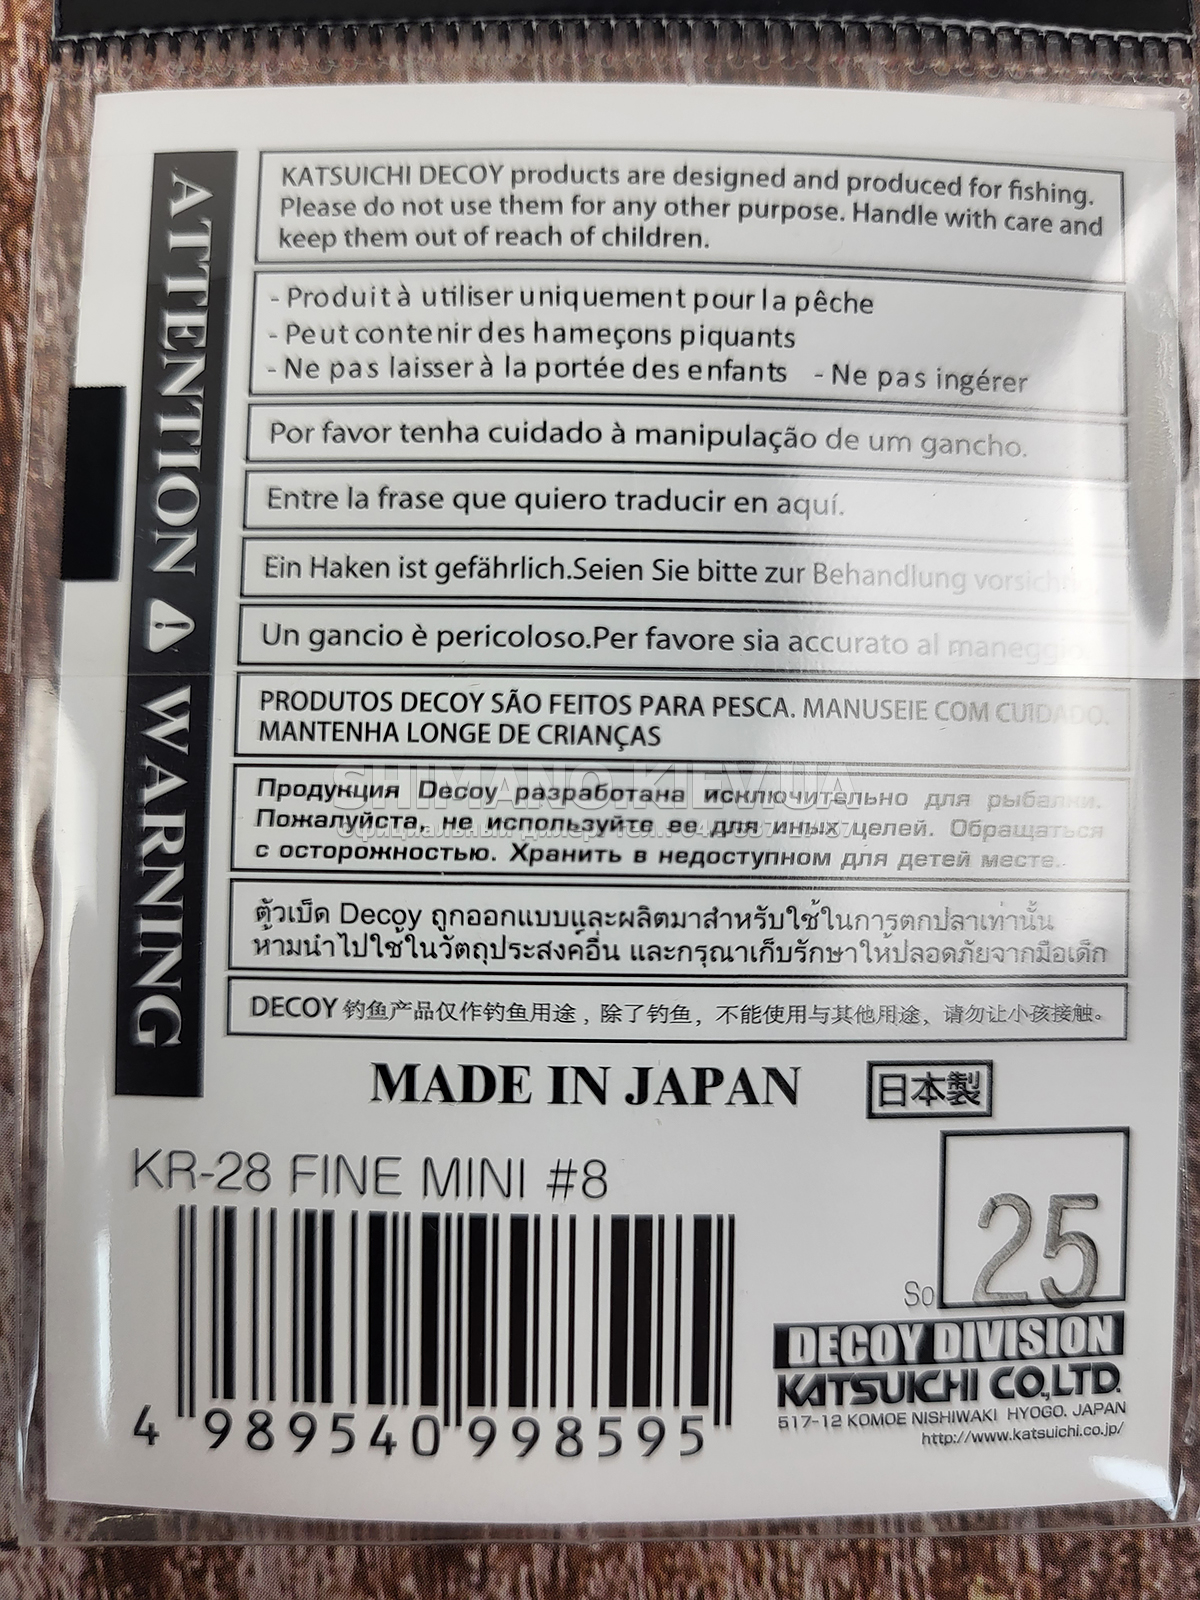 ATTENTION ⚠ WARNING
KATSUICHI DECOY products are designed and produced for fishing.
Please do not use them for any other purpose. Handle with care and
keep them out of reach of children.
- Produit à utiliser uniquement pour la pêche
- Peut contenir des hameçons piquants
- Ne pas laisser à la portée des enfants - Ne pas ingérer
Por favor tenha cuidado à manipulação de um gancho.
Entre la frase que quiero traducir en aquí.
Ein Haken ist gefährlich.Seien Sie bitte zur Behandlung
Un gancio è pericoloso.Per favore sia accurato al maneggio
PRODUTOS DECOY SÃO FEITOS PARA PESCA. MANUSEIE COM CUIDADO.
MANTENHA LONGE DE CRIANÇAS
SHIMANO.KIEV.UA
Продукция Decoy разработана исключительно для рыбалки.
Пожалуйста, не используйте ее для иных целей. Обращаться
официальный дилер
с осторожностью. Хранить в недоступном для детей месте.
ตัวเบ็ด Decoy ถูกออกแบบและผลิตมาสำหรับใช้ในการตกปลาเท่านั้น
ห้ามนำไปใช้ในวัตถุประสงค์อื่น และกรุณาเก็บรักษาให้ปลอดภัยจากมือเด็ก
DECOY 钓鱼产品仅作钓鱼用途，除了钓鱼，不能使用与其他用途，请勿让小孩接触。
MADE IN JAPAN 日本製
KR-28 FINE MINI #8
So 25
4 989540 998595
DECOY DIVISION
KATSUICHI CO.,LTD.
517-12 KOMOE NISHIWAKI HYOGO. JAPAN
http://www.katsuichi.co.jp/